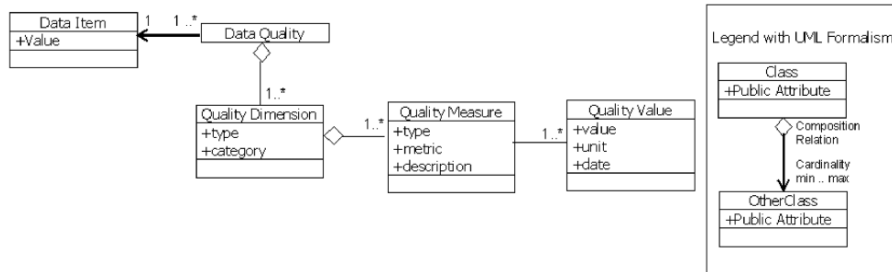 Data Item
+Value
1
1 ..*
Data Quality
1..*
Quality Dimension
+type
+category
1..*
Quality Measure
+type
+metric
+description
1..*
Quality Value
+value
+unit
+date
Legend with UML Formalism
Class
+Public Attribute
Composition
Relation
Cardinality
min .. max
OtherClass
+Public Attribute